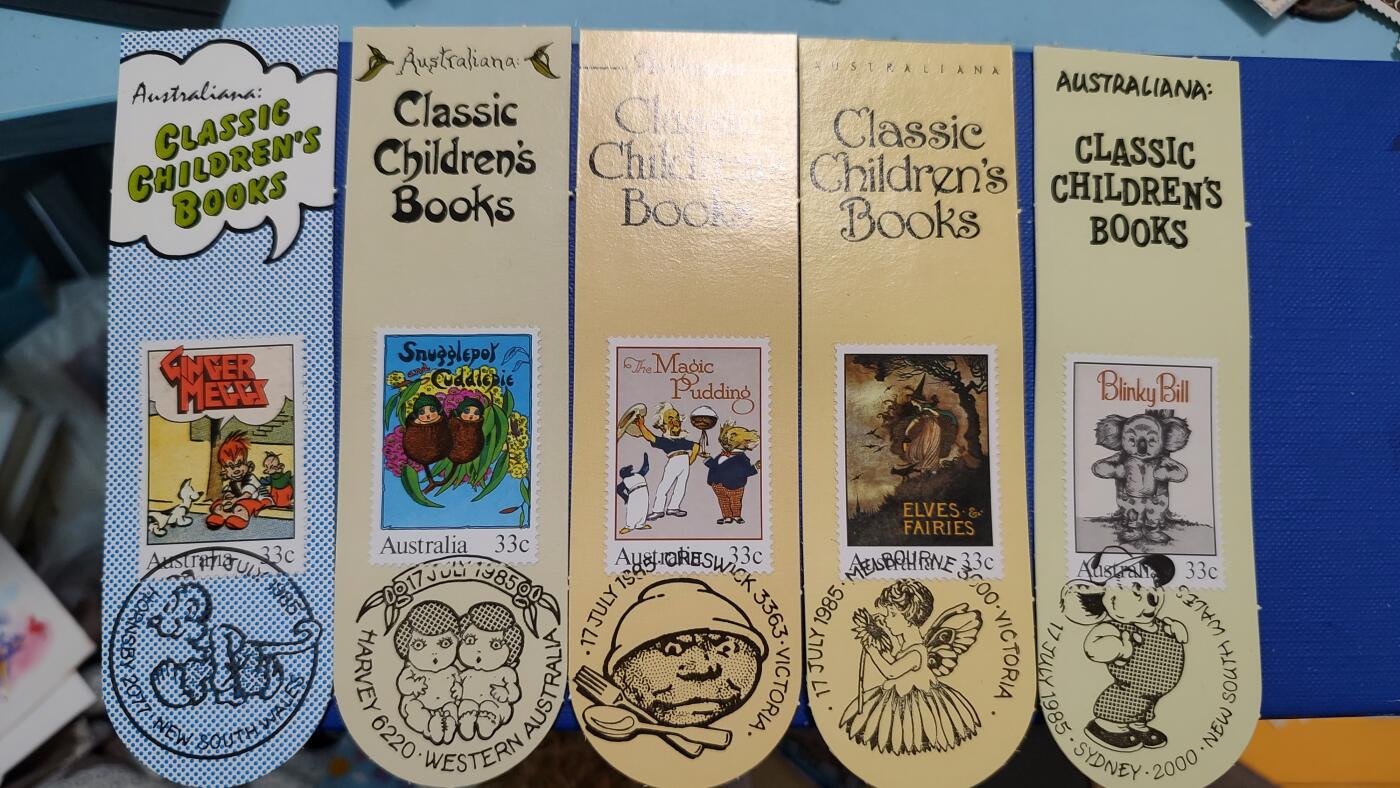 Australiana:
CLASSIC
CHILDREN'S
BOOKS
GINGER
MEGGS
Australia 33c
17 JULY 1985
HORNSBY 2077 · NEW SOUTH WALES
Australiana:
Classic
Children's
Books
Snugglepot
and Cuddlepie
Australia 33c
17 JULY 1985
HARVEY 6220 · WESTERN AUSTRALIA
Classic
Children's
Books
The Magic
Pudding
Australia 33c
· 17 JULY 1985 · CRESWICK 3363 · VICTORIA ·
AUSTRALIANA
Classic
Children's
Books
ELVES · & ·
FAIRIES
33c
· 17 JULY 1985 · MELBOURNE 3000 · VICTORIA
AUSTRALIANA:
CLASSIC
CHILDREN'S
BOOKS
Blinky Bill
Australia 33c
17 JULY 1985 · SYDNEY · 2000 · NEW SOUTH WALES